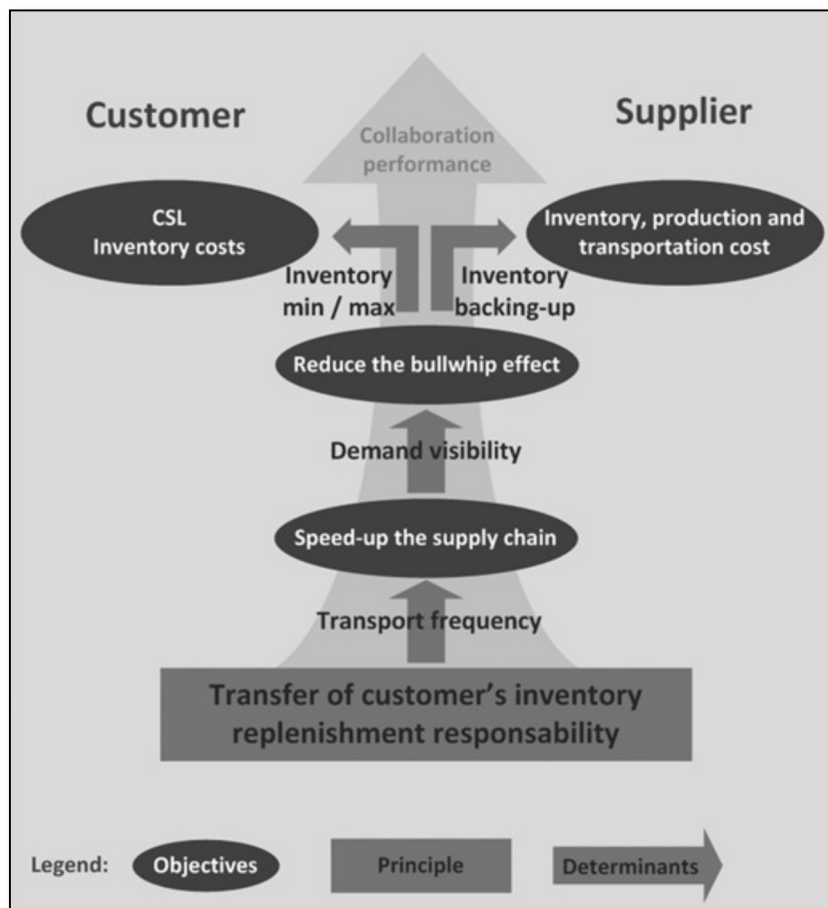 Customer
Supplier
Collaboration
performance
CSL
Inventory costs
Inventory, production and
transportation cost
Inventory
min / max
Inventory
backing-up
Reduce the bullwhip effect
Demand visibility
Speed-up the supply chain
Transport frequency
Transfer of customer's inventory
replenishment responsability
Legend:
Objectives
Principle
Determinants